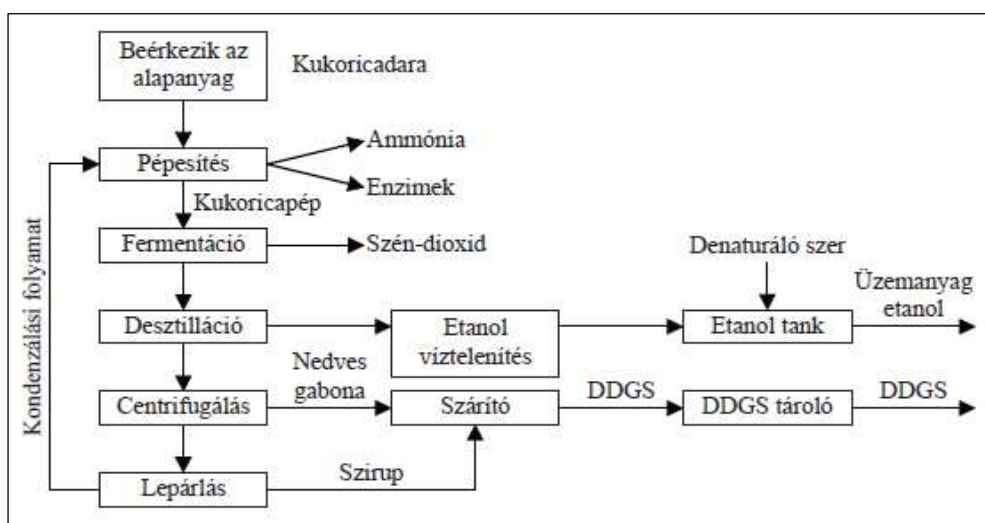 Beérkezik az
alapanyag
Kukoricadara
Ammónia
Pépesítés
Enzimek
Kukoricapép
Fermentáció
Szén-dioxid
Denaturáló szer
Üzemanyag
etanol
Desztilláció
Etanol
víztelenítés
Etanol tank
Nedves
gabona
Centrifugálás
Szárító
DDGS
DDGS tároló
DDGS
Szirup
Lepárlás
Kondenzálási folyamat